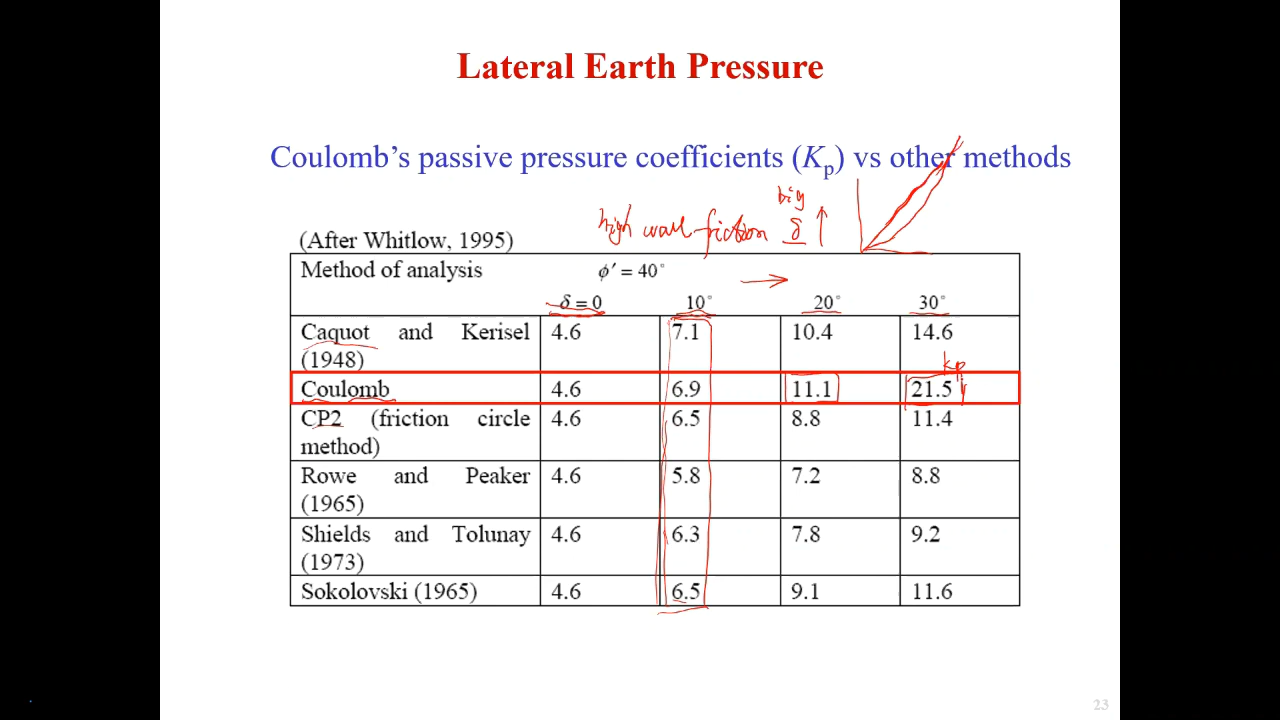 Lateral Earth Pressure
Coulomb's passive pressure coefficients (Kp) vs other methods
big
high wall friction δ ↑
(After Whitlow, 1995)
Method of analysis ϕ′ = 40°
δ = 0 10° 20° 30°
Caquot and Kerisel 4.6 7.1 10.4 14.6
(1948)
kp
Coulomb 4.6 6.9 11.1 21.5
CP2 (friction circle 4.6 6.5 8.8 11.4
method)
Rowe and Peaker 4.6 5.8 7.2 8.8
(1965)
Shields and Tolunay 4.6 6.3 7.8 9.2
(1973)
Sokolovski (1965) 4.6 6.5 9.1 11.6
23